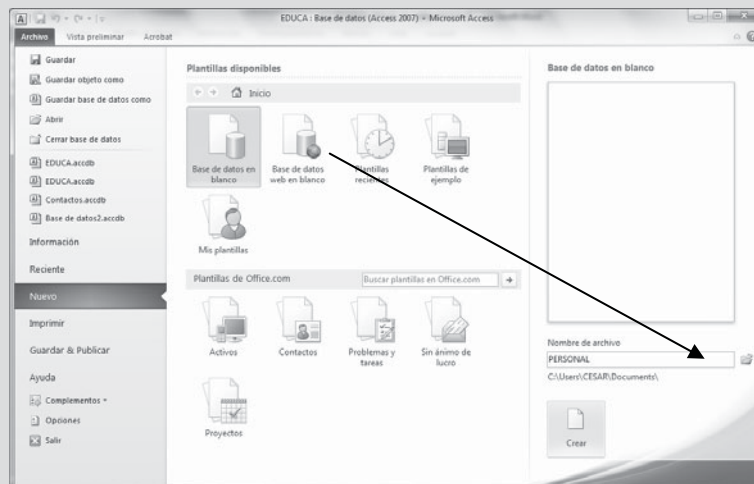 EDUCA : Base de datos (Access 2007) - Microsoft Access
Archivo Vista preliminar Acrobat
Guardar
Guardar objeto como
Guardar base de datos como
Abrir
Cerrar base de datos
EDUCA.accdb
EDUCA.accdb
Contactos.accdb
Base de datos2.accdb
Información
Reciente
Nuevo
Imprimir
Guardar & Publicar
Ayuda
Complementos
Opciones
Salir
Plantillas disponibles
Inicio
Base de datos en blanco
Base de datos web en blanco
Plantillas recientes
Plantillas de ejemplo
Mis plantillas
Plantillas de Office.com
Buscar plantillas en Office.com
Activos
Contactos
Problemas y tareas
Sin ánimo de lucro
Proyectos
Base de datos en blanco
Nombre de archivo
PERSONAL
C:\Users\CESAR\Documents\
Crear